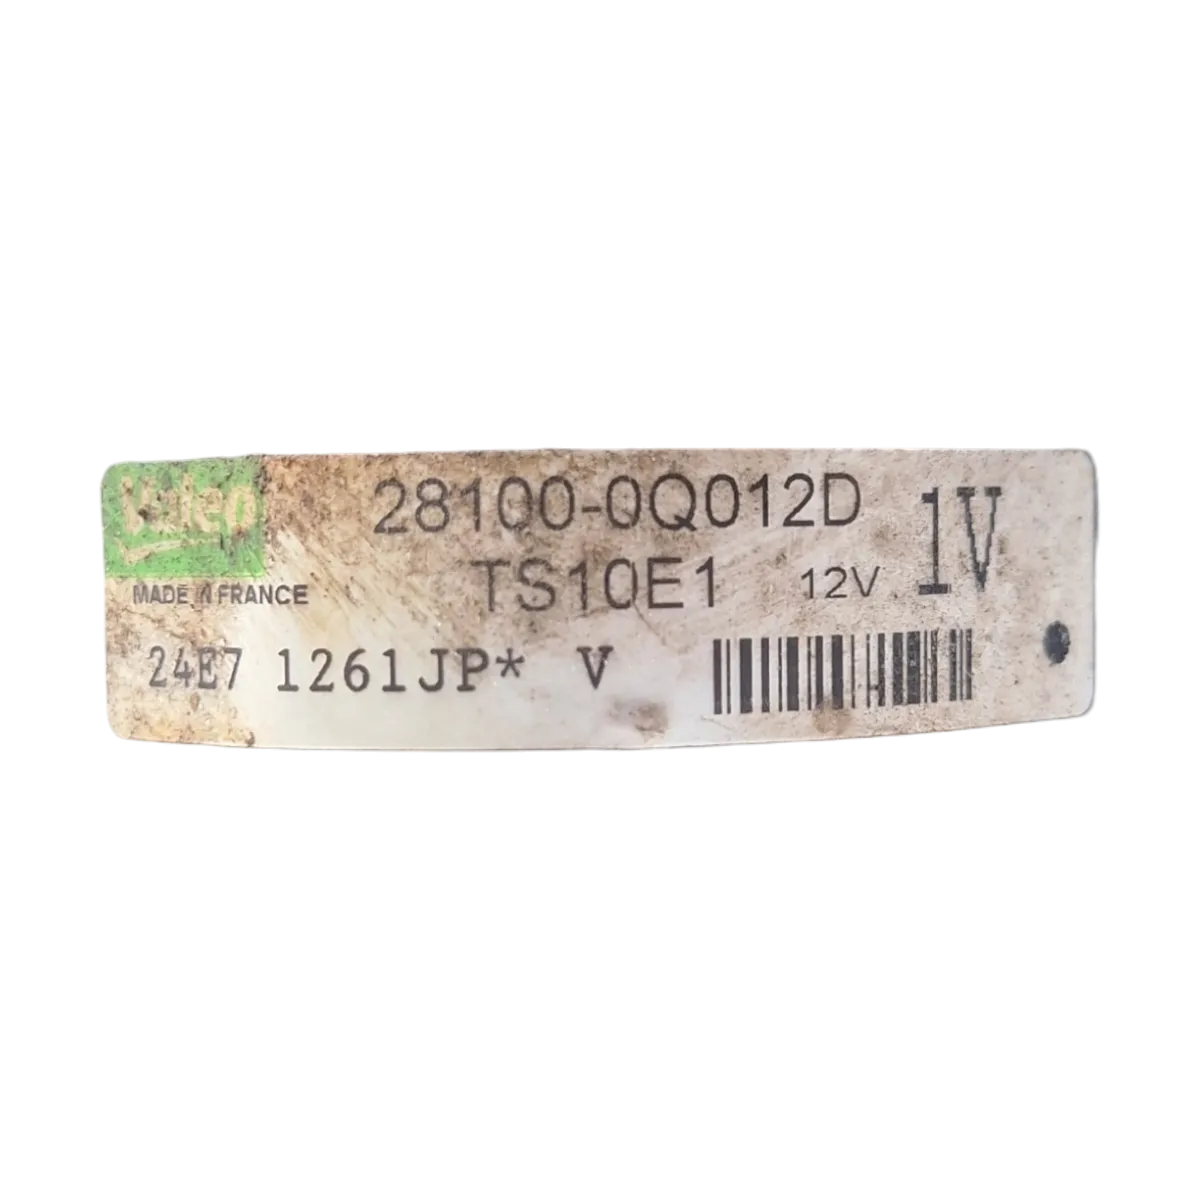 Valeo
MADE IN FRANCE
28100-0Q012D
TS10E1 12V
1V
24E7 1261JP* V